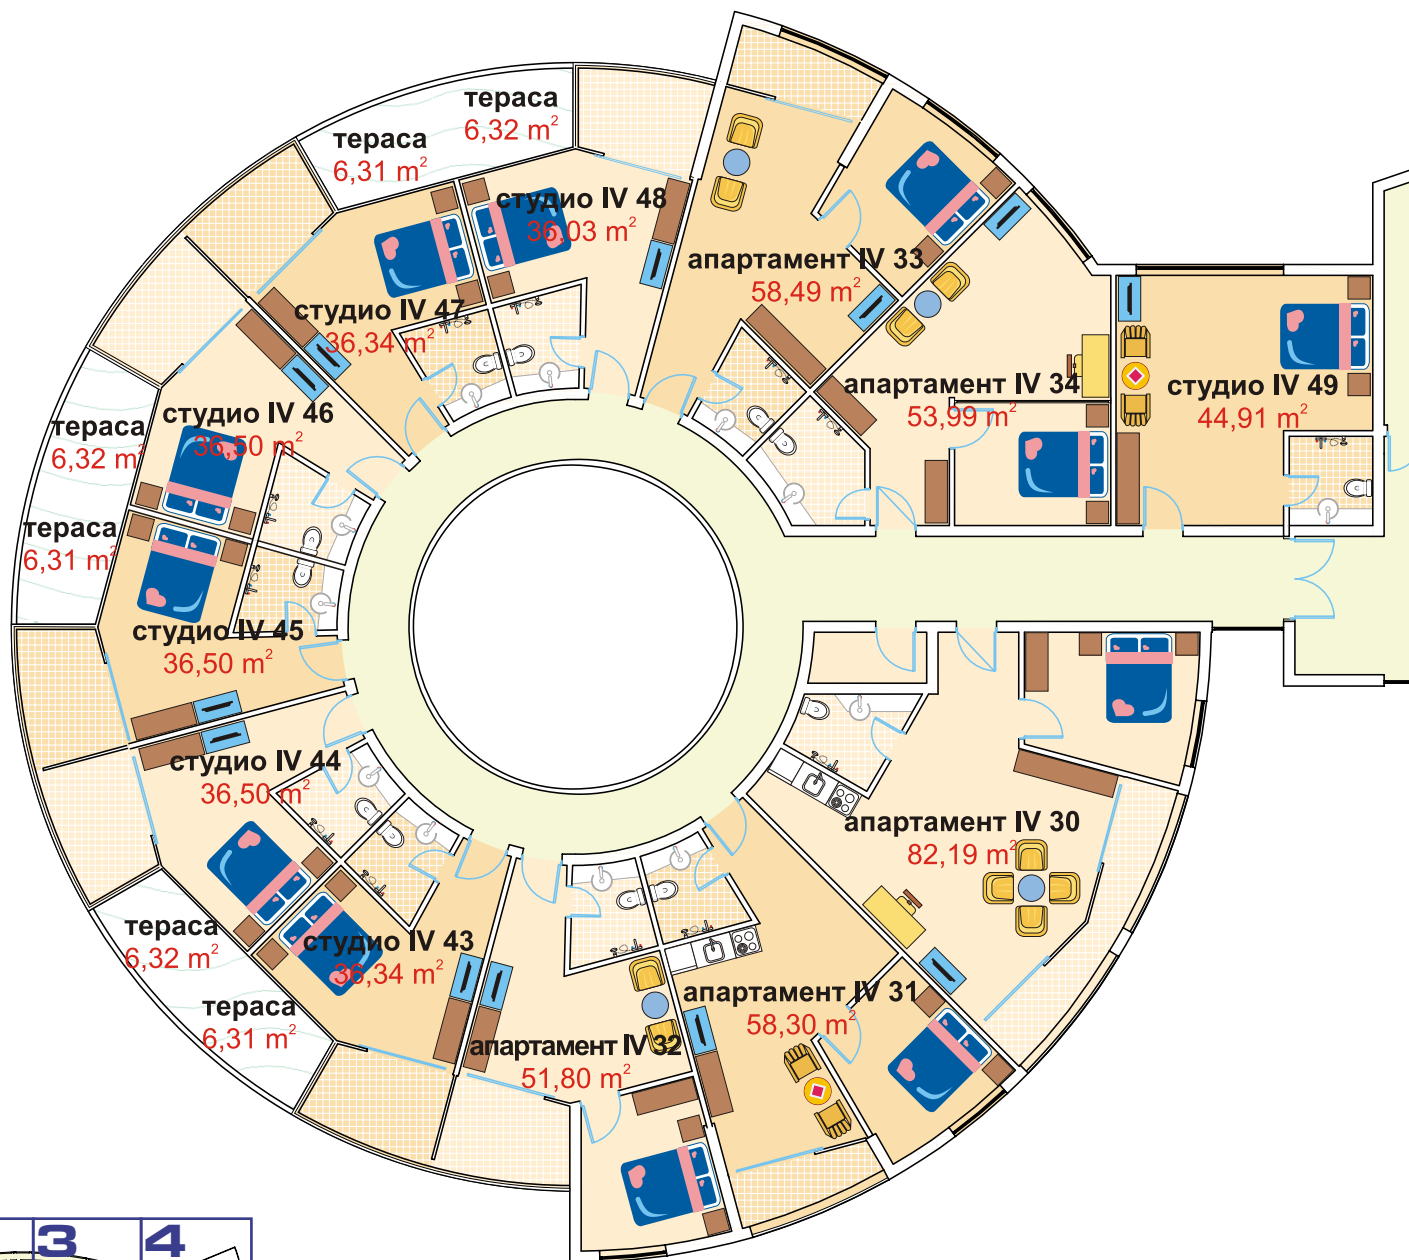 тераса
6,32 m²
тераса
6,31 m²
студио IV 48
36,03 m²
апартамент IV 33
58,49 m²
студио IV 47
36,34 m²
апартамент IV 34
53,99 m²
студио IV 49
44,91 m²
студио IV 46
36,50 m²
тераса
6,32 m²
тераса
6,31 m²
студио IV 45
36,50 m²
студио IV 44
36,50 m²
апартамент IV 30
82,19 m²
тераса
6,32 m²
студио IV 43
36,34 m²
тераса
6,31 m²
апартамент IV 31
58,30 m²
апартамент IV 32
51,80 m²
3 4